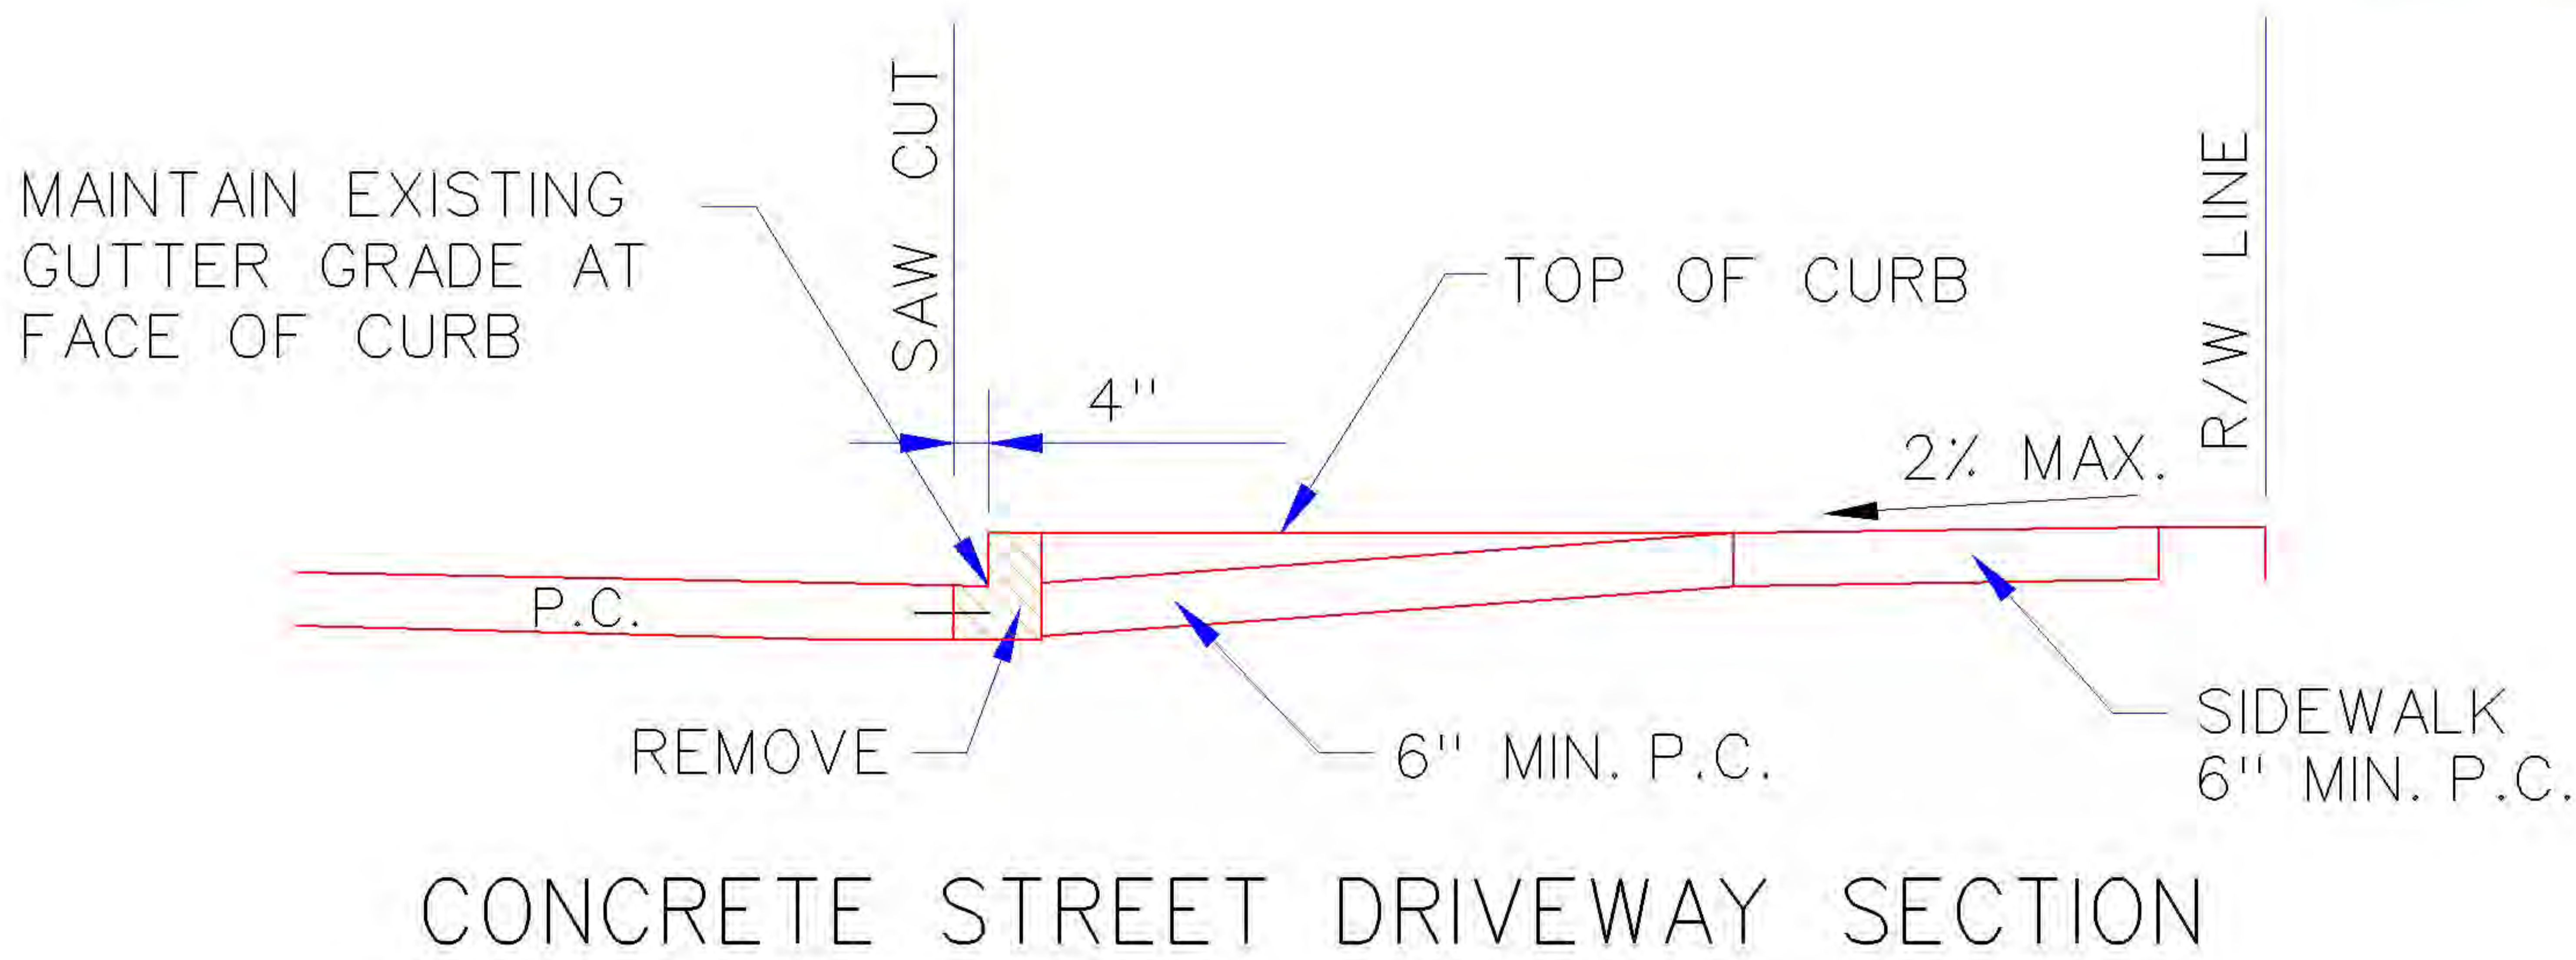 MAINTAIN EXISTING
GUTTER GRADE AT
FACE OF CURB
SAW CUT
4"
TOP OF CURB
R/W LINE
2% MAX.
P.C.
REMOVE
6" MIN. P.C.
SIDEWALK
6" MIN. P.C.
CONCRETE STREET DRIVEWAY SECTION